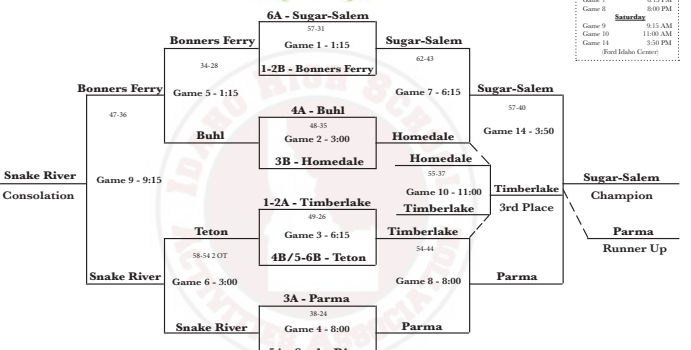 6A - Sugar-Salem
57-31
Game 1 - 1:15
1-2B - Bonners Ferry
Bonners Ferry
34-28
Game 5 - 1:15
Buhl
4A - Buhl
48-35
Game 2 - 3:00
3B - Homedale
Bonners Ferry
47-36
Game 9 - 9:15
Snake River
Snake River
Consolation
1-2A - Timberlake
49-26
Game 3 - 6:15
4B/5-6B - Teton
Teton
58-54 2 OT
Game 6 - 3:00
Snake River
3A - Parma
38-24
Game 4 - 8:00
Sugar-Salem
62-43
Game 7 - 6:15
Homedale
Homedale
55-37
Game 10 - 11:00
Timberlake
Timberlake
3rd Place
Timberlake
54-44
Game 8 - 8:00
Parma
Sugar-Salem
57-40
Game 14 - 3:50
Parma
Sugar-Salem
Champion
Parma
Runner Up
Game 8 8:00 PM
Saturday
Game 9 9:15 AM
Game 10 11:00 AM
Game 14 3:50 PM
(Ford Idaho Center)
IDAHO HIGH SCHOOL
ACTIVITIES ASSOCIATION